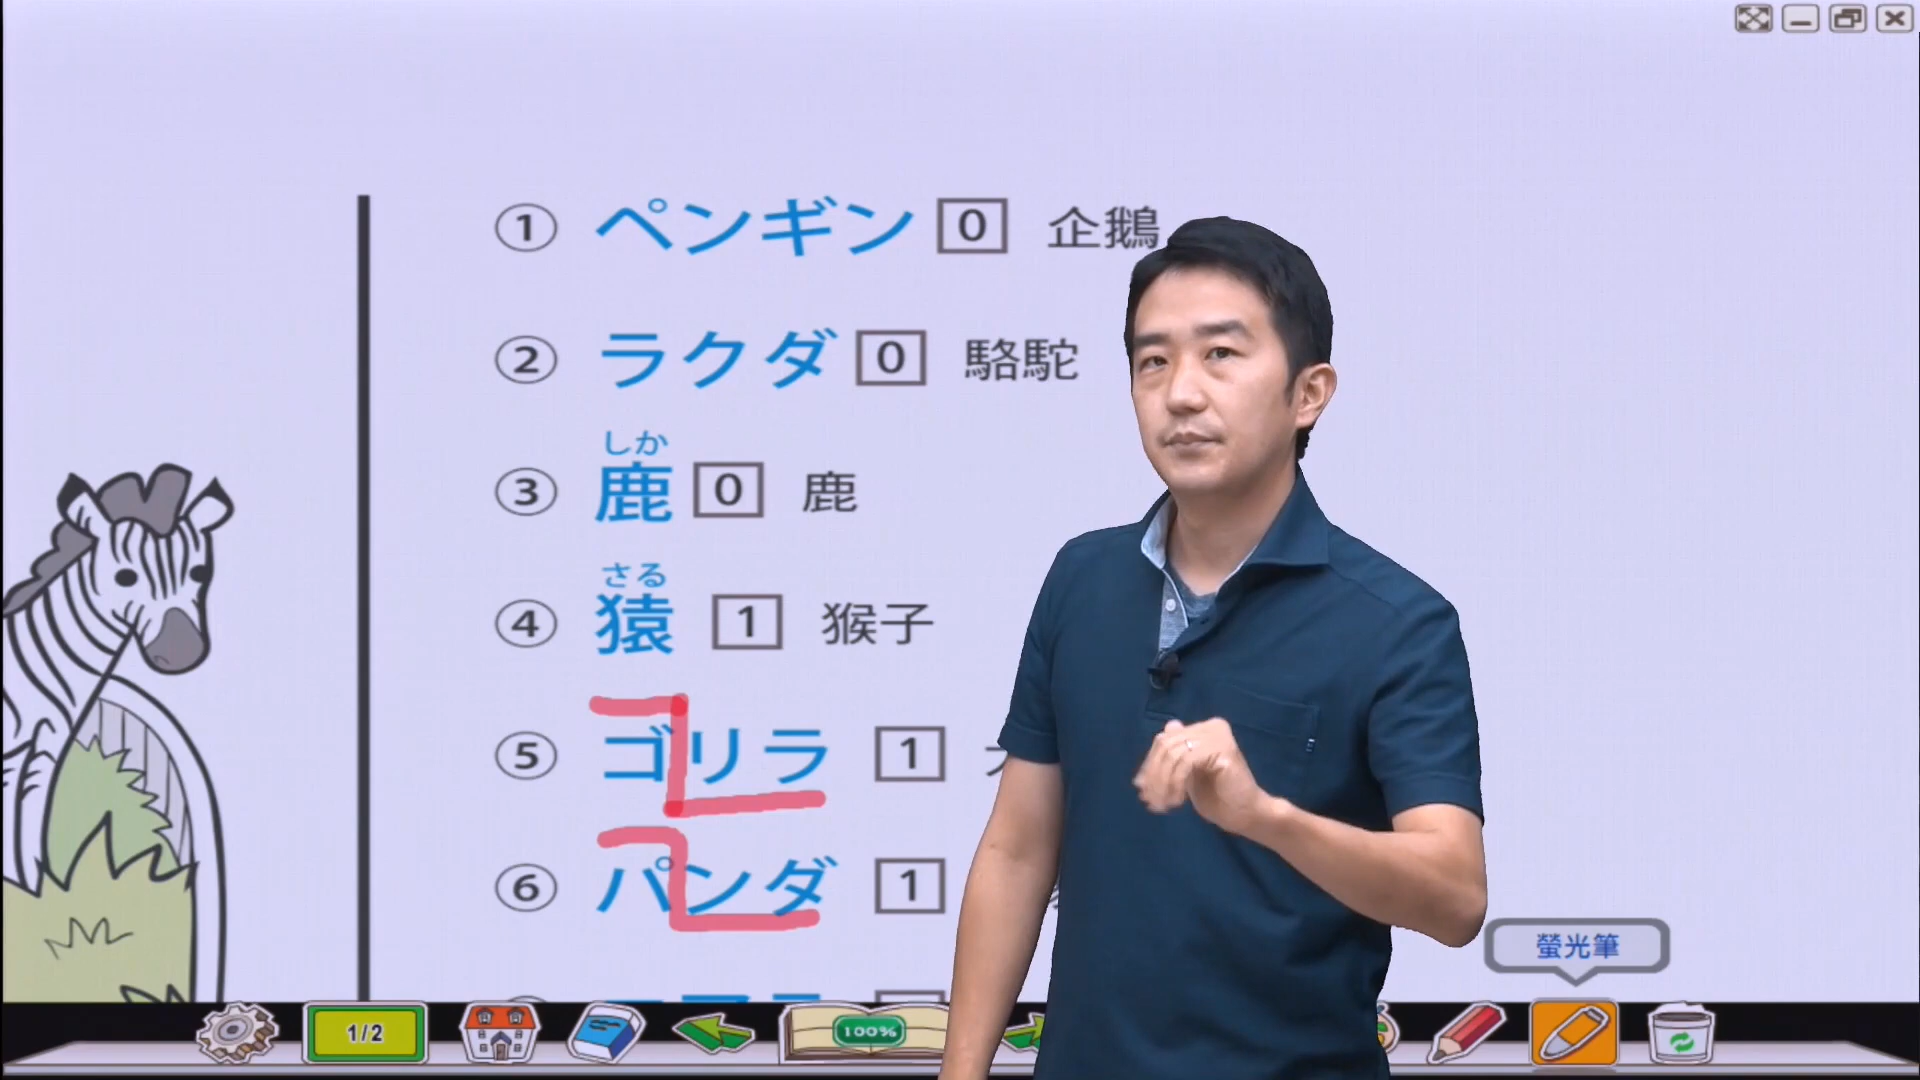 ① ペンギン 0 企鵝
② ラクダ 0 駱駝
しか
③ 鹿 0 鹿
さる
④ 猿 1 猴子
⑤ ゴリラ 1
⑥ パンダ 1
螢光筆
1/2
100%